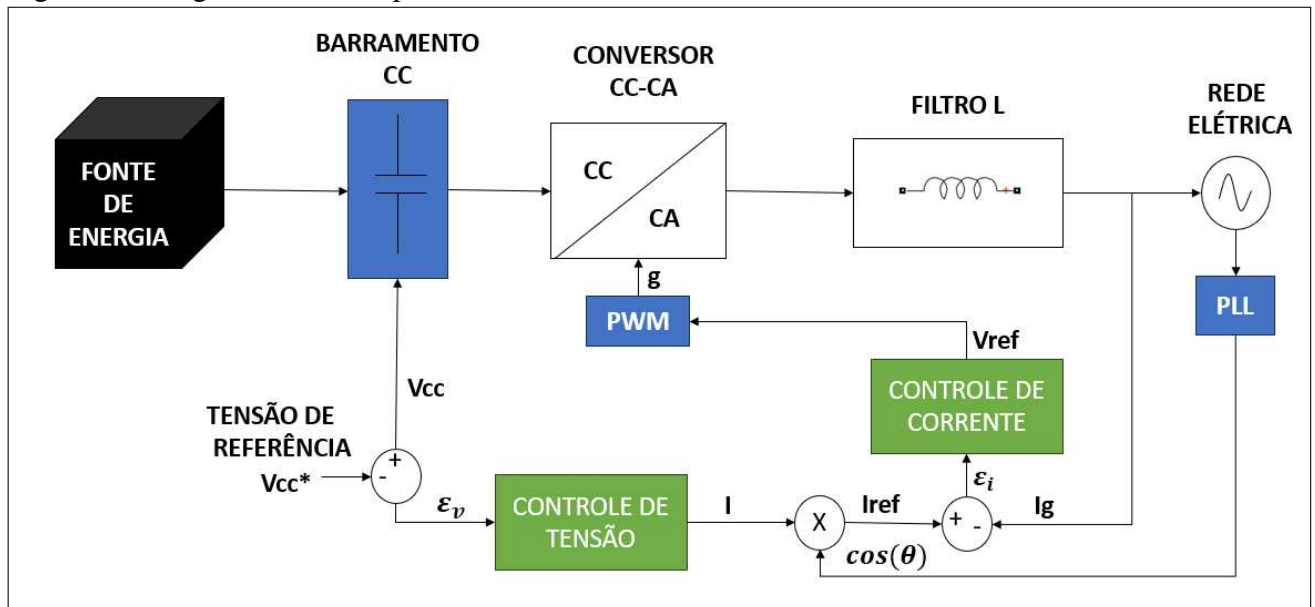 BARRAMENTO
CC
CONVERSOR
CC-CA
FILTRO L
REDE
ELÉTRICA
FONTE
DE
ENERGIA
CC
CA
g
PWM
PLL
Vref
Vcc
CONTROLE DE
CORRENTE
TENSÃO DE
REFERÊNCIA
Vcc*
+
-
εv
CONTROLE DE
TENSÃO
I
X
Iref
εi
+
-
Ig
cos(θ)